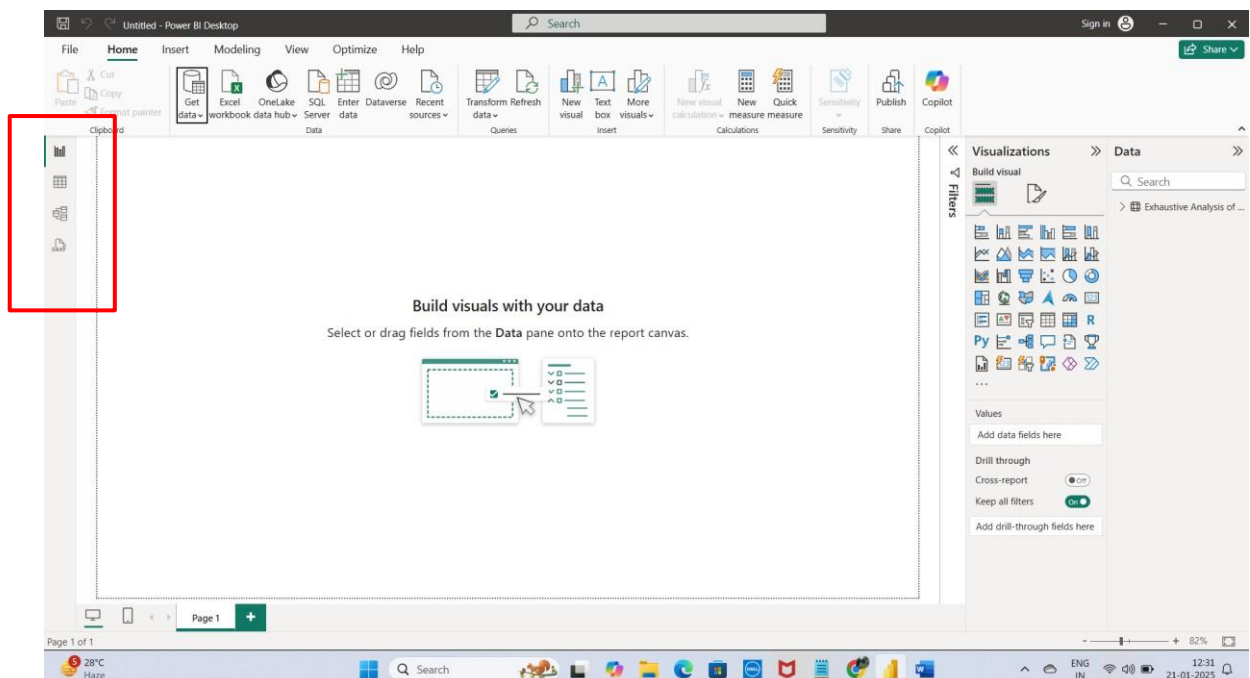 Untitled - Power BI Desktop
Search
Sign in
File Home Insert Modeling View Optimize Help
Share
Paste
Cut
Copy
Format painter
Clipboard
Get data
Excel workbook
OneLake data hub
SQL Server
Enter data
Dataverse
Recent sources
Data
Transform data
Refresh
Queries
New visual
Text box
More visuals
Insert
New visual calculation
New measure
Quick measure
Calculations
Sensitivity
Sensitivity
Publish
Share
Copilot
Copilot
Filters
Visualizations
Build visual
R
Py
123
...
Values
Add data fields here
Drill through
Cross-report
Off
Keep all filters
On
Add drill-through fields here
Data
Search
Exhaustive Analysis of ...
Build visuals with your data
Select or drag fields from the Data pane onto the report canvas.
Page 1
Page 1 of 1
- + 82%
5
28°C
Haze
Search
ENG
IN
12:31
21-01-2025